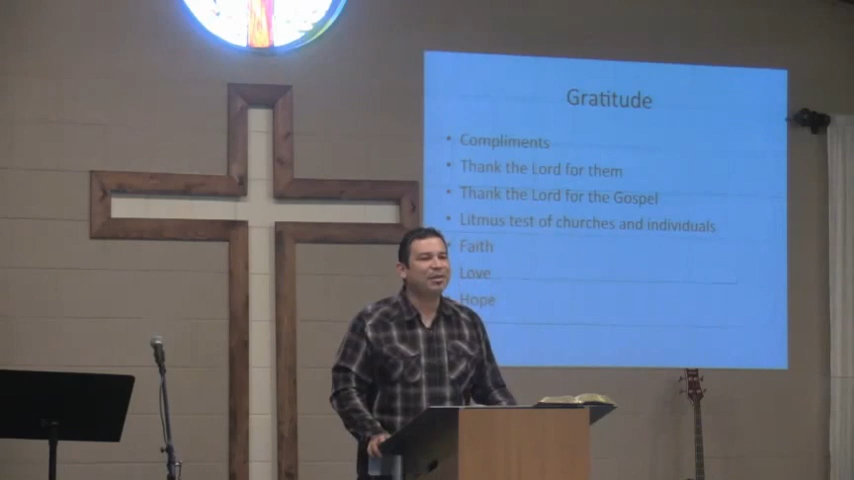 Gratitude
• Compliments
• Thank the Lord for them
• Thank the Lord for the Gospel
• Litmus test of churches and individuals
• Faith
Love
Hope